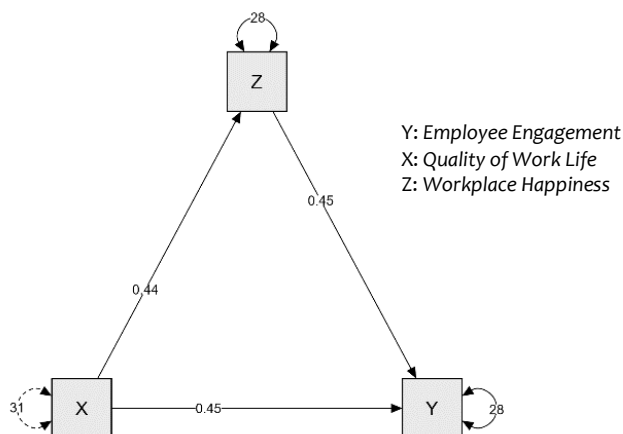 28
Z
Y: Employee Engagement
X: Quality of Work Life
Z: Workplace Happiness
0.45
0.44
31
X
0.45
Y
28